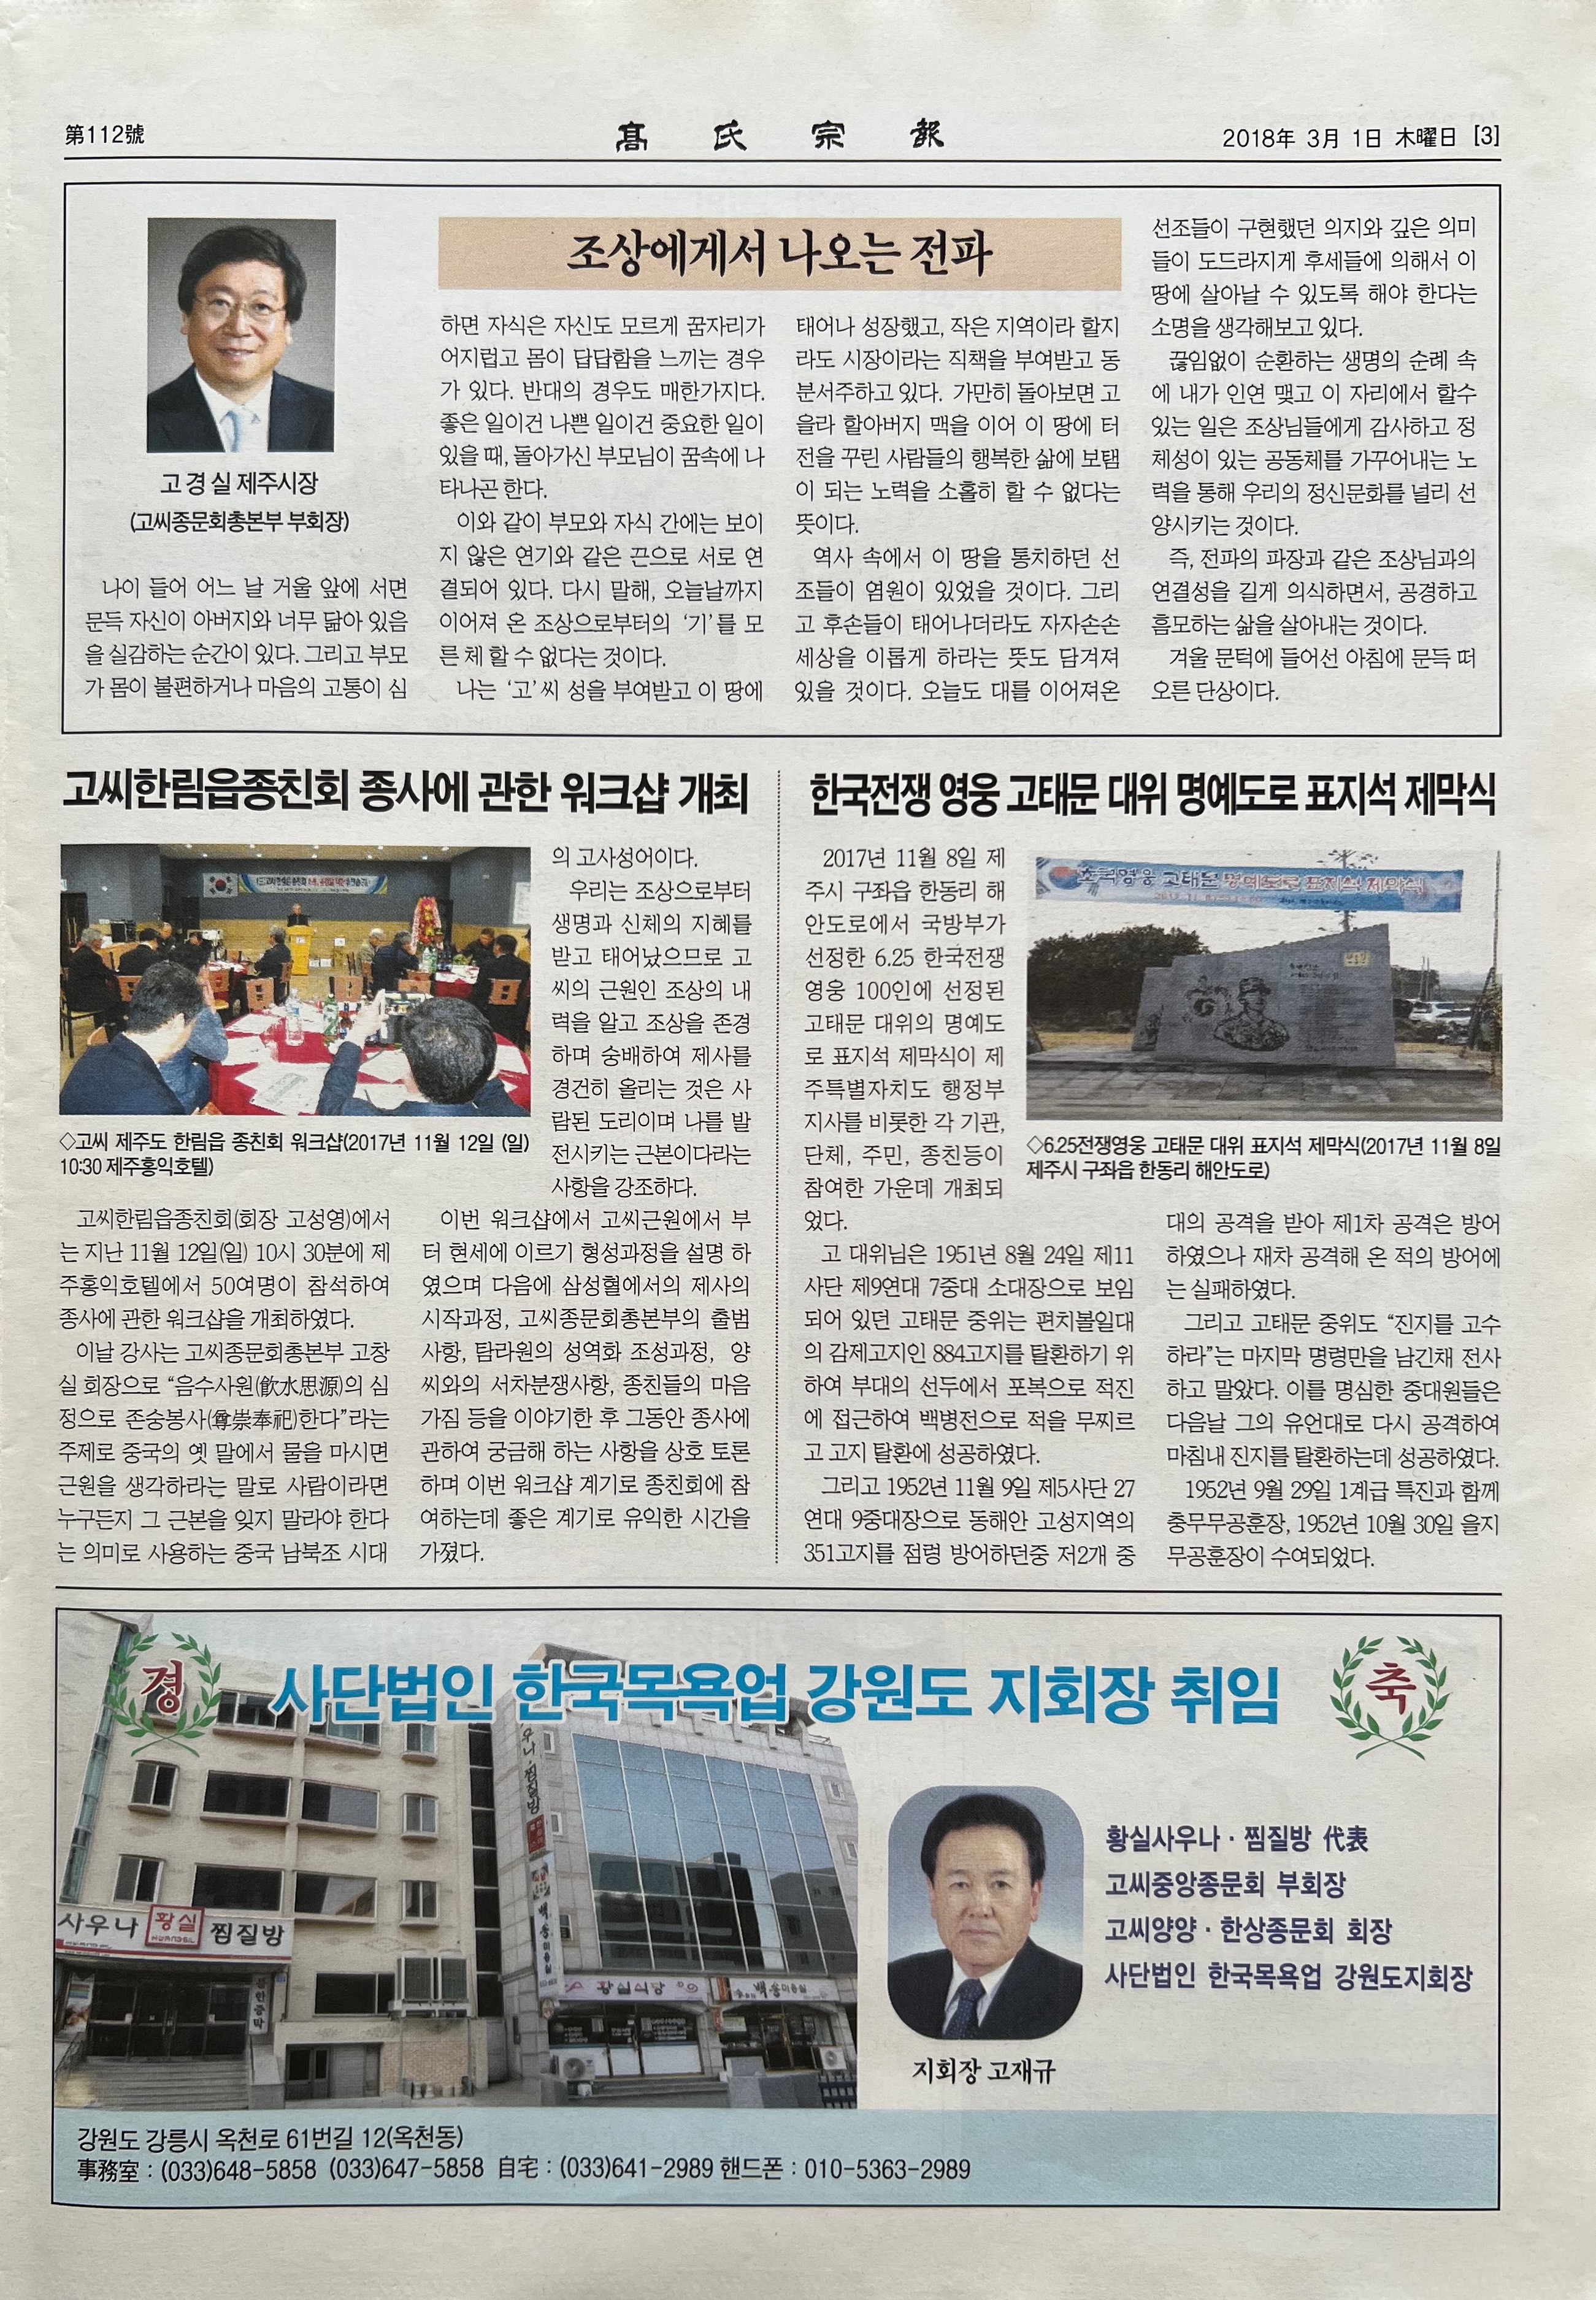 第112號
髙氏宗報
2018年 3月 1日 木曜日 [3]
조상에게서 나오는 전파
고 경 실 제주시장
(고씨종문회총본부 부회장)
나이 들어 어느 날 거울 앞에 서면
문득 자신이 아버지와 너무 닮아 있음
을 실감하는 순간이 있다. 그리고 부모
가 몸이 불편하거나 마음의 고통이 심
하면 자식은 자신도 모르게 꿈자리가
어지럽고 몸이 답답함을 느끼는 경우
가 있다. 반대의 경우도 매한가지다.
좋은 일이건 나쁜 일이건 중요한 일이
있을 때, 돌아가신 부모님이 꿈속에 나
타나곤 한다.
이와 같이 부모와 자식 간에는 보이
지 않은 연기와 같은 끈으로 서로 연
결되어 있다. 다시 말해, 오늘날까지
이어져 온 조상으로부터의 ‘기’를 모
른 체 할 수 없다는 것이다.
나는 ‘고’씨 성을 부여받고 이 땅에
태어나 성장했고, 작은 지역이라 할지
라도 시장이라는 직책을 부여받고 동
분서주하고 있다. 가만히 돌아보면 고
을라 할아버지 맥을 이어 이 땅에 터
전을 꾸린 사람들의 행복한 삶에 보탬
이 되는 노력을 소홀히 할 수 없다는
뜻이다.
역사 속에서 이 땅을 통치하던 선
조들이 염원이 있었을 것이다. 그리
고 후손들이 태어나더라도 자자손손
세상을 이롭게 하라는 뜻도 담겨져
있을 것이다. 오늘도 대를 이어져온
선조들이 구현했던 의지와 깊은 의미
들이 도드라지게 후세들에 의해서 이
땅에 살아날 수 있도록 해야 한다는
소명을 생각해보고 있다.
끊임없이 순환하는 생명의 순례 속
에 내가 인연 맺고 이 자리에서 할수
있는 일은 조상님들에게 감사하고 정
체성이 있는 공동체를 가꾸어내는 노
력을 통해 우리의 정신문화를 널리 선
양시키는 것이다.
즉, 전파의 파장과 같은 조상님과의
연결성을 길게 의식하면서, 공경하고
흠모하는 삶을 살아내는 것이다.
겨울 문턱에 들어선 아침에 문득 떠
오른 단상이다.
고씨한림읍종친회 종사에 관한 워크샵 개최
◇고씨 제주도 한림읍 종친회 워크샵(2017년 11월 12일 (일)
10:30 제주홍익호텔)
고씨한림읍종친회(회장 고성영)에서
는 지난 11월 12일(일) 10시 30분에 제
주홍익호텔에서 50여명이 참석하여
종사에 관한 워크샵을 개최하였다.
이날 강사는 고씨종문회총본부 고창
실 회장으로 “음수사원(飮水思源)의 심
정으로 존숭봉사(尊崇奉祀)한다”라는
주제로 중국의 옛 말에서 물을 마시면
근원을 생각하라는 말로 사람이라면
누구든지 그 근본을 잊지 말라야 한다
는 의미로 사용하는 중국 남북조 시대
의 고사성어이다.
우리는 조상으로부터
생명과 신체의 지혜를
받고 태어났으므로 고
씨의 근원인 조상의 내
력을 알고 조상을 존경
하며 숭배하여 제사를
경건히 올리는 것은 사
람된 도리이며 나를 발
전시키는 근본이다라는
사항을 강조하다.
이번 워크샵에서 고씨근원에서 부
터 현세에 이르기 형성과정을 설명 하
였으며 다음에 삼성혈에서의 제사의
시작과정, 고씨종문회총본부의 출범
사항, 탐라원의 성역화 조성과정, 양
씨와의 서차분쟁사항, 종친들의 마음
가짐 등을 이야기한 후 그동안 종사에
관하여 궁금해 하는 사항을 상호 토론
하며 이번 워크샵 계기로 종친회에 참
여하는데 좋은 계기로 유익한 시간을
가졌다.
한국전쟁 영웅 고태문 대위 명예도로 표지석 제막식
호국영웅 고태문 명예도로 표지석 제막식
◇6.25전쟁영웅 고태문 대위 표지석 제막식(2017년 11월 8일
제주시 구좌읍 한동리 해안도로)
2017년 11월 8일 제
주시 구좌읍 한동리 해
안도로에서 국방부가
선정한 6.25 한국전쟁
영웅 100인에 선정된
고태문 대위의 명예도
로 표지석 제막식이 제
주특별자치도 행정부
지사를 비롯한 각 기관,
단체, 주민, 종친등이
참여한 가운데 개최되
었다.
고 대위님은 1951년 8월 24일 제11
사단 제9연대 7중대 소대장으로 보임
되어 있던 고태문 중위는 펀치볼일대
의 감제고지인 884고지를 탈환하기 위
하여 부대의 선두에서 포복으로 적진
에 접근하여 백병전으로 적을 무찌르
고 고지 탈환에 성공하였다.
그리고 1952년 11월 9일 제5사단 27
연대 9중대장으로 동해안 고성지역의
351고지를 점령 방어하던중 저2개 중
대의 공격을 받아 제1차 공격은 방어
하였으나 재차 공격해 온 적의 방어에
는 실패하였다.
그리고 고태문 중위도 “진지를 고수
하라”는 마지막 명령만을 남긴채 전사
하고 말았다. 이를 명심한 중대원들은
다음날 그의 유언대로 다시 공격하여
마침내 진지를 탈환하는데 성공하였다.
1952년 9월 29일 1계급 특진과 함께
충무무공훈장, 1952년 10월 30일 을지
무공훈장이 수여되었다.
경
사단법인 한국목욕업 강원도 지회장 취임
축
사우나 황실 찜질방
HUANGSIL
불한증막
우나·찜질방
백송미용실
황실식당
백송미용실
황실사우나·찜질방 代表
고씨중앙종문회 부회장
고씨양양·한상종문회 회장
사단법인 한국목욕업 강원도지회장
지회장 고재규
강원도 강릉시 옥천로 61번길 12(옥천동)
事務室 : (033)648-5858 (033)647-5858 自宅 : (033)641-2989 핸드폰 : 010-5363-2989